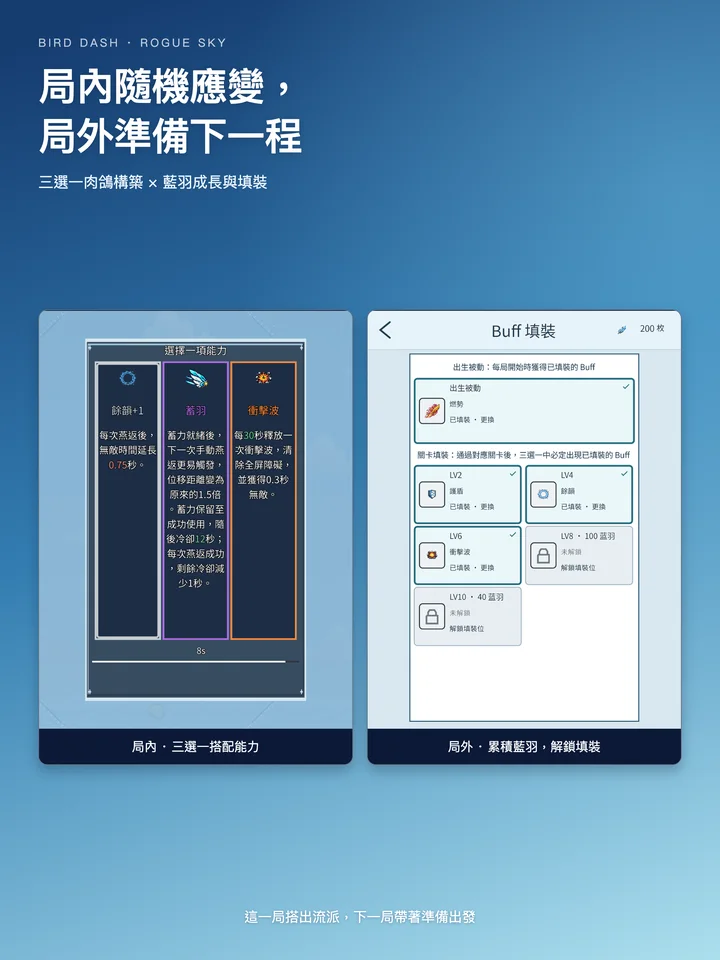 BIRD DASH · ROGUE SKY
局內隨機應變，
局外準備下一程
三選一肉鴿構築 × 藍羽成長與填裝
選擇一項能力
餘韻+1
每次燕返後，
無敵時間延長
0.75秒。
蓄羽
蓄力就緒後，
下一次手動燕
返更易觸發，
位移距離變為
原來的1.5倍
。蓄力保留至
成功使用，隨
後冷卻12秒；
每次燕返成功
，剩餘冷卻減
少1秒。
衝擊波
每30秒釋放一
次衝擊波，清
除全屏障礙，
並獲得0.3秒
無敵。
8s
局內 · 三選一搭配能力
Buff 填裝
200 枚
出生被動：每局開始時獲得已填裝的 Buff
出生被動
燃勢
已填裝 · 更換
關卡填裝：通過對應關卡後，三選一中必定出現已填裝的 Buff
LV2
護盾
已填裝 · 更換
LV4
餘韻
已填裝 · 更換
LV6
衝擊波
已填裝 · 更換
LV8 · 100 藍羽
未解鎖
解鎖填裝位
LV10 · 40 藍羽
未解鎖
解鎖填裝位
局外 · 累積藍羽，解鎖填裝
這一局搭出流派，下一局帶著準備出發